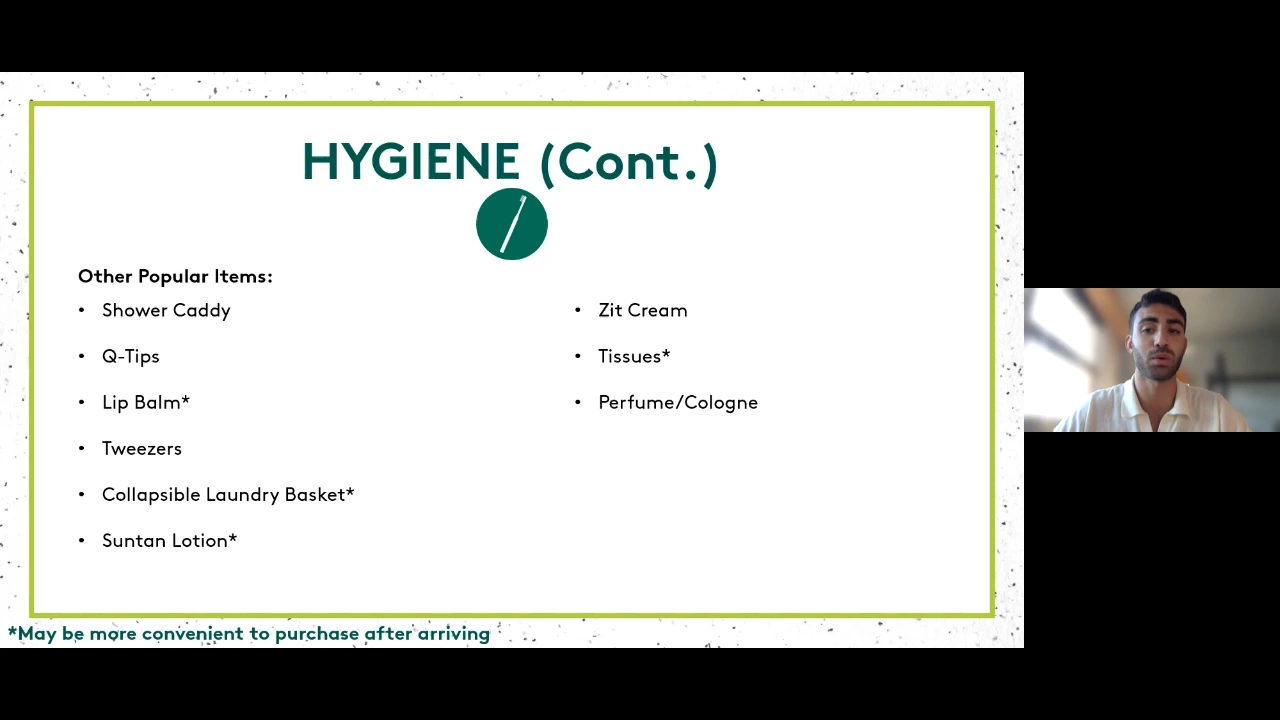 HYGIENE (Cont.)
Other Popular Items:
• Shower Caddy
• Q-Tips
• Lip Balm*
• Tweezers
• Collapsible Laundry Basket*
• Suntan Lotion*
• Zit Cream
• Tissues*
• Perfume/Cologne
*May be more convenient to purchase after arriving